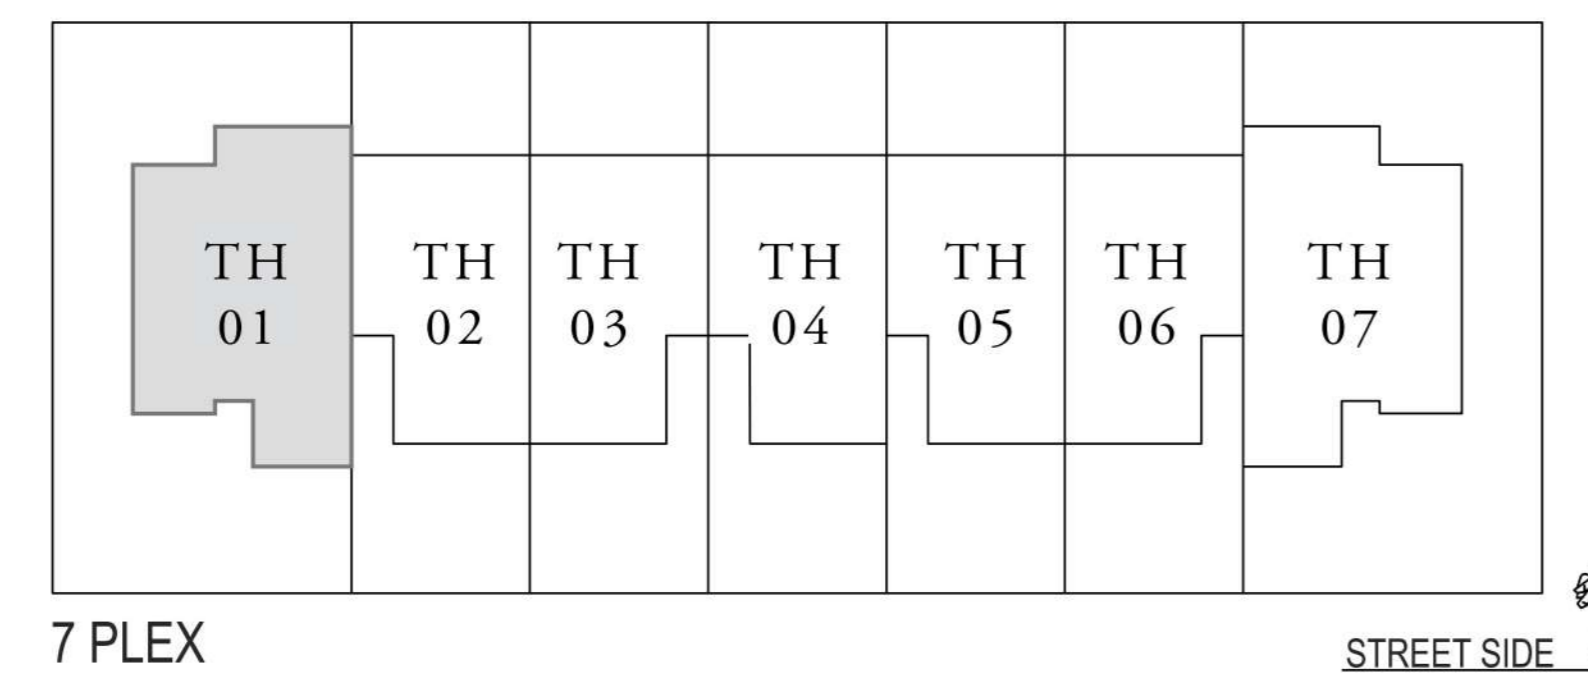 TH TH TH TH TH TH TH
01 02 03 04 05 06 07
7 PLEX
STREET SIDE